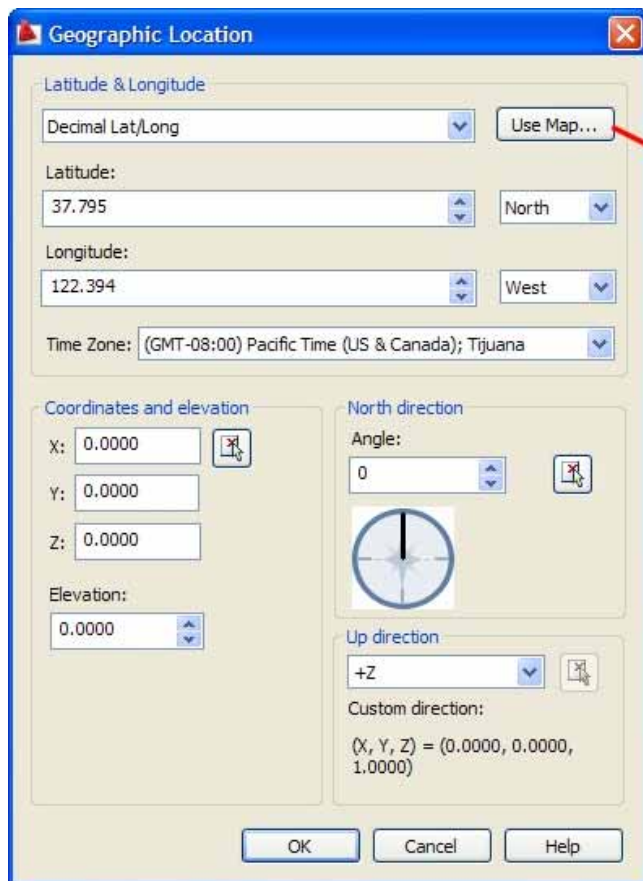 Geographic Location
Latitude & Longitude
Decimal Lat/Long
Use Map...
Latitude:
37.795
North
Longitude:
122.394
West
Time Zone: (GMT-08:00) Pacific Time (US & Canada); Tijuana
Coordinates and elevation
X: 0.0000
Y: 0.0000
Z: 0.0000
Elevation:
0.0000
North direction
Angle:
0
Up direction
+Z
Custom direction:
(X, Y, Z) = (0.0000, 0.0000,
1.0000)
OK
Cancel
Help